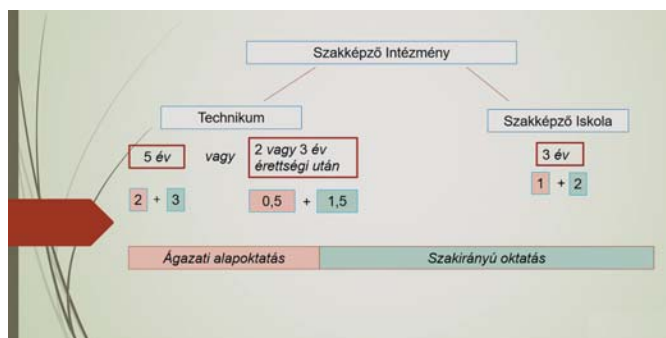 Szakképző Intézmény
Technikum
Szakképző Iskola
5 év vagy 2 vagy 3 év
érettségi után
3 év
2 + 3
0,5 + 1,5
1 + 2
Ágazati alapoktatás
Szakirányú oktatás